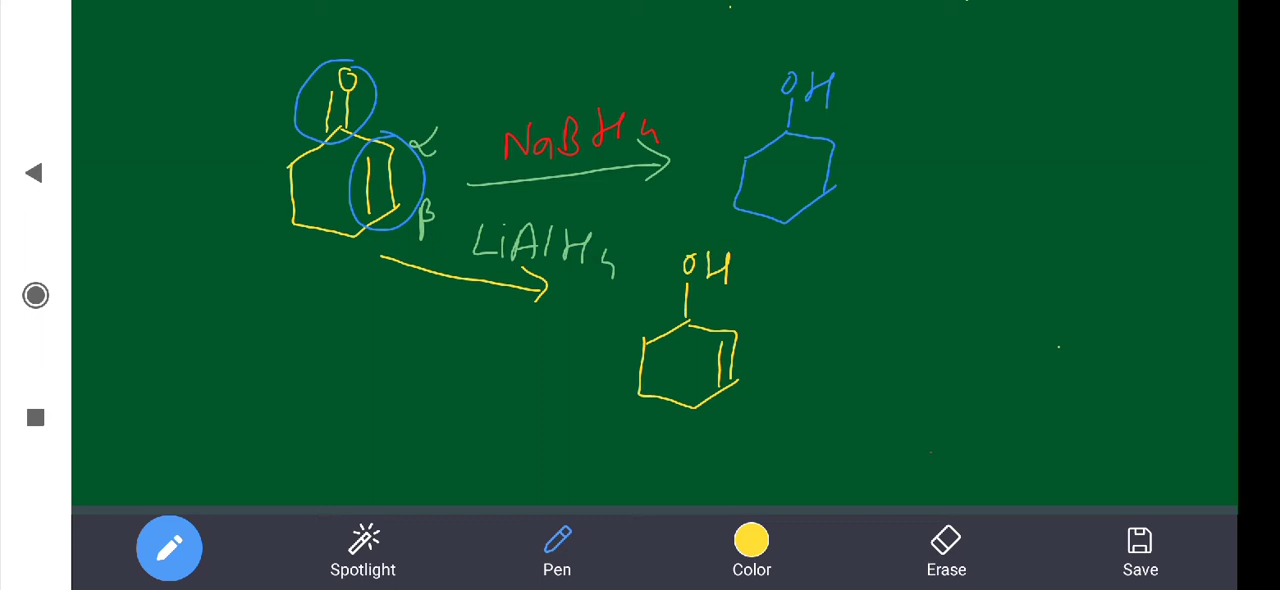 O
α
β
NaBH4
OH
LiAlH4
OH
Spotlight
Pen
Color
Erase
Save